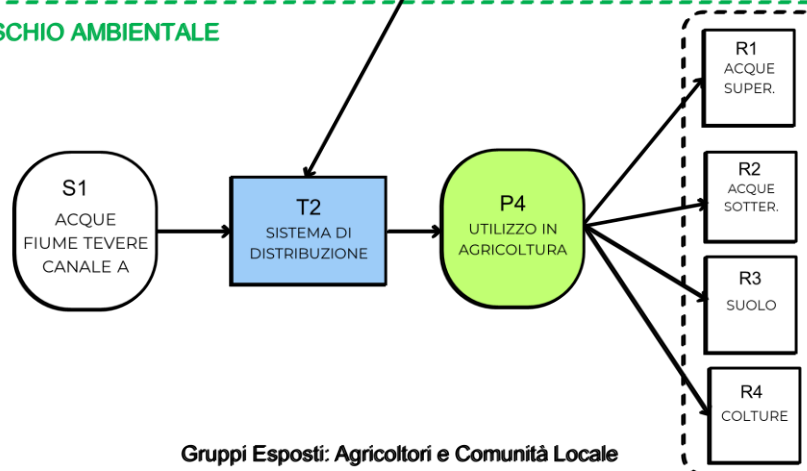 SCHIO AMBIENTALE
R1
ACQUE
SUPER.
S1
ACQUE
FIUME TEVERE
CANALE A
T2
SISTEMA DI
DISTRIBUZIONE
P4
UTILIZZO IN
AGRICOLTURA
R2
ACQUE
SOTTER.
R3
SUOLO
R4
COLTURE
Gruppi Esposti: Agricoltori e Comunità Locale